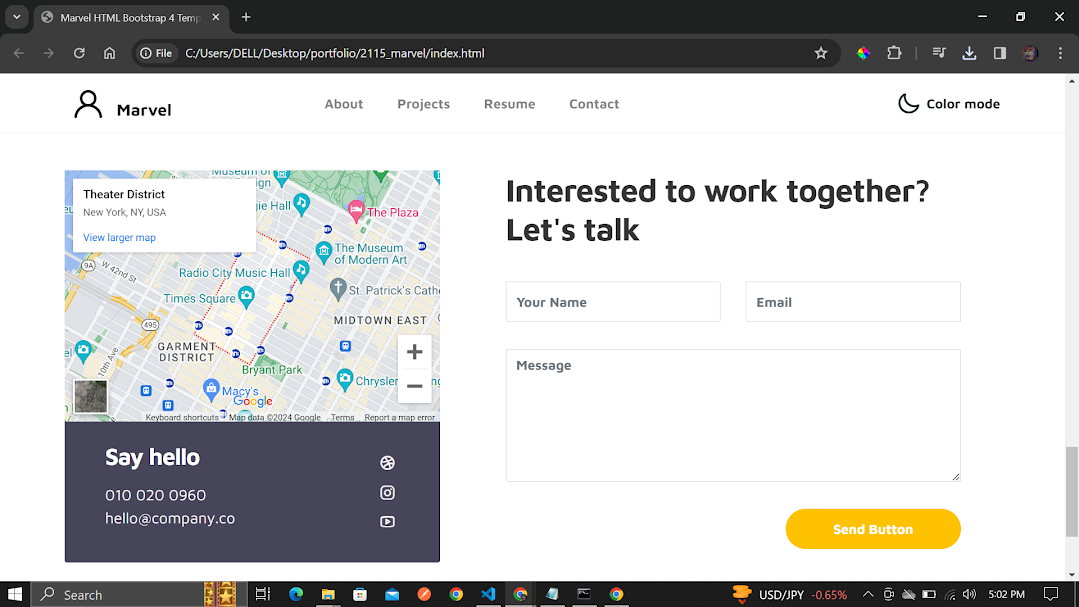 Marvel HTML Bootstrap 4 Temp
File C:/Users/DELL/Desktop/portfolio/2115_marvel/index.html
Marvel
About Projects Resume Contact
Color mode
Theater District
New York, NY, USA
View larger map
The Plaza
The Museum
of Modern Art
9A
W 42nd St
Radio City Music Hall
St. Patrick's Cath
Times Square
MIDTOWN EAST
495
GARMENT
DISTRICT
10th Ave
Bryant Park
Chrysler
Macy's
Google
Keyboard shortcuts Map data ©2024 Google Terms Report a map error
Say hello
010 020 0960
hello@company.co
Interested to work together?
Let's talk
Your Name
Email
Message
Send Button
Search
USD/JPY -0.65%
5:02 PM